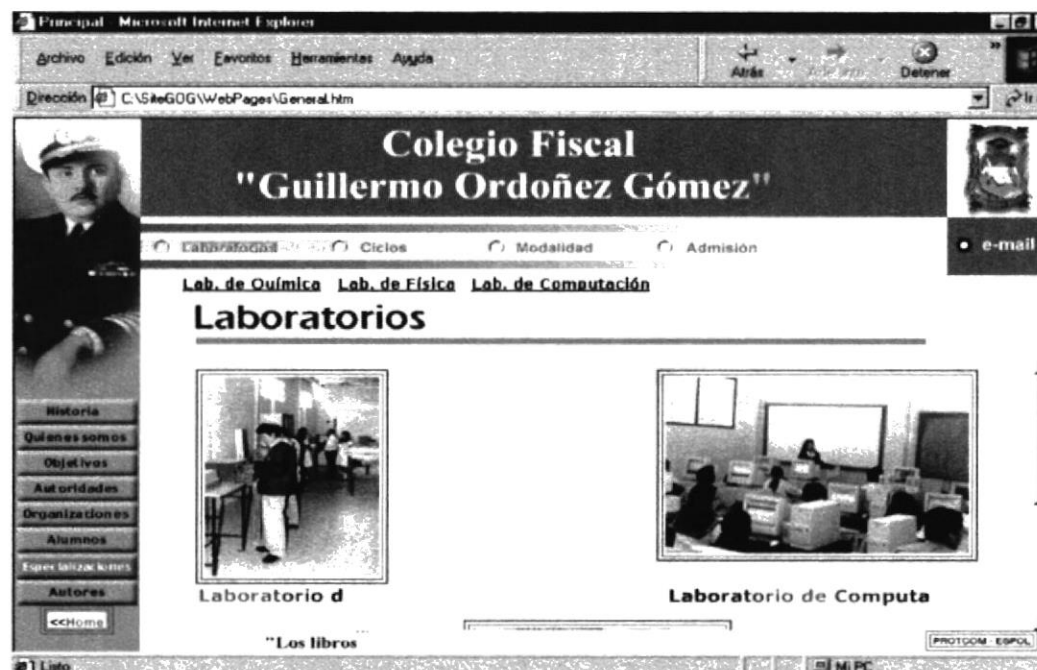 Principal - Microsoft Internet Explorer
Archivo Edición Ver Favoritos Herramientas Ayuda
Atrás Detener »
Dirección C:\SiteGOG\WebPages\General.htm Ir
Colegio Fiscal
"Guillermo Ordoñez Gómez"
Laboratorios Ciclos Modalidad Admisión
e-mail
Lab. de Química Lab. de Física Lab. de Computación
Laboratorios
Historia
Quienes somos
Objetivos
Autoridades
Organizaciones
Alumnos
Especializaciones
Autores
<<Home
Laboratorio d
Laboratorio de Computa
"Los libros
PROTCOM - ESPOL
Listo Mi PC